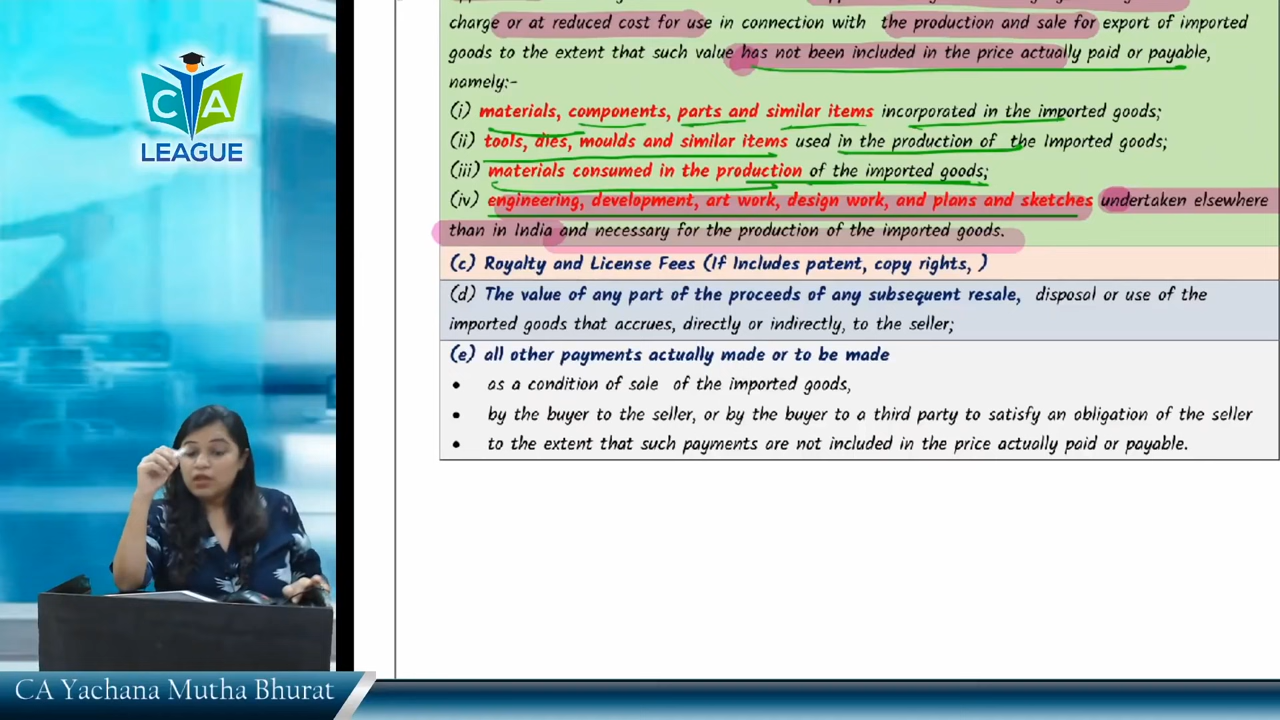 charge or at reduced cost for use in connection with the production and sale for export of imported
goods to the extent that such value has not been included in the price actually paid or payable,
namely:-
(i) materials, components, parts and similar items incorporated in the imported goods;
(ii) tools, dies, moulds and similar items used in the production of the Imported goods;
(iii) materials consumed in the production of the imported goods;
(iv) engineering, development, art work, design work, and plans and sketches undertaken elsewhere
than in India and necessary for the production of the imported goods.
(c) Royalty and License Fees (If Includes patent, copy rights, )
(d) The value of any part of the proceeds of any subsequent resale, disposal or use of the
imported goods that accrues, directly or indirectly, to the seller;
(e) all other payments actually made or to be made
• as a condition of sale of the imported goods,
• by the buyer to the seller, or by the buyer to a third party to satisfy an obligation of the seller
• to the extent that such payments are not included in the price actually paid or payable.
C A
LEAGUE
CA Yachana Mutha Bhurat